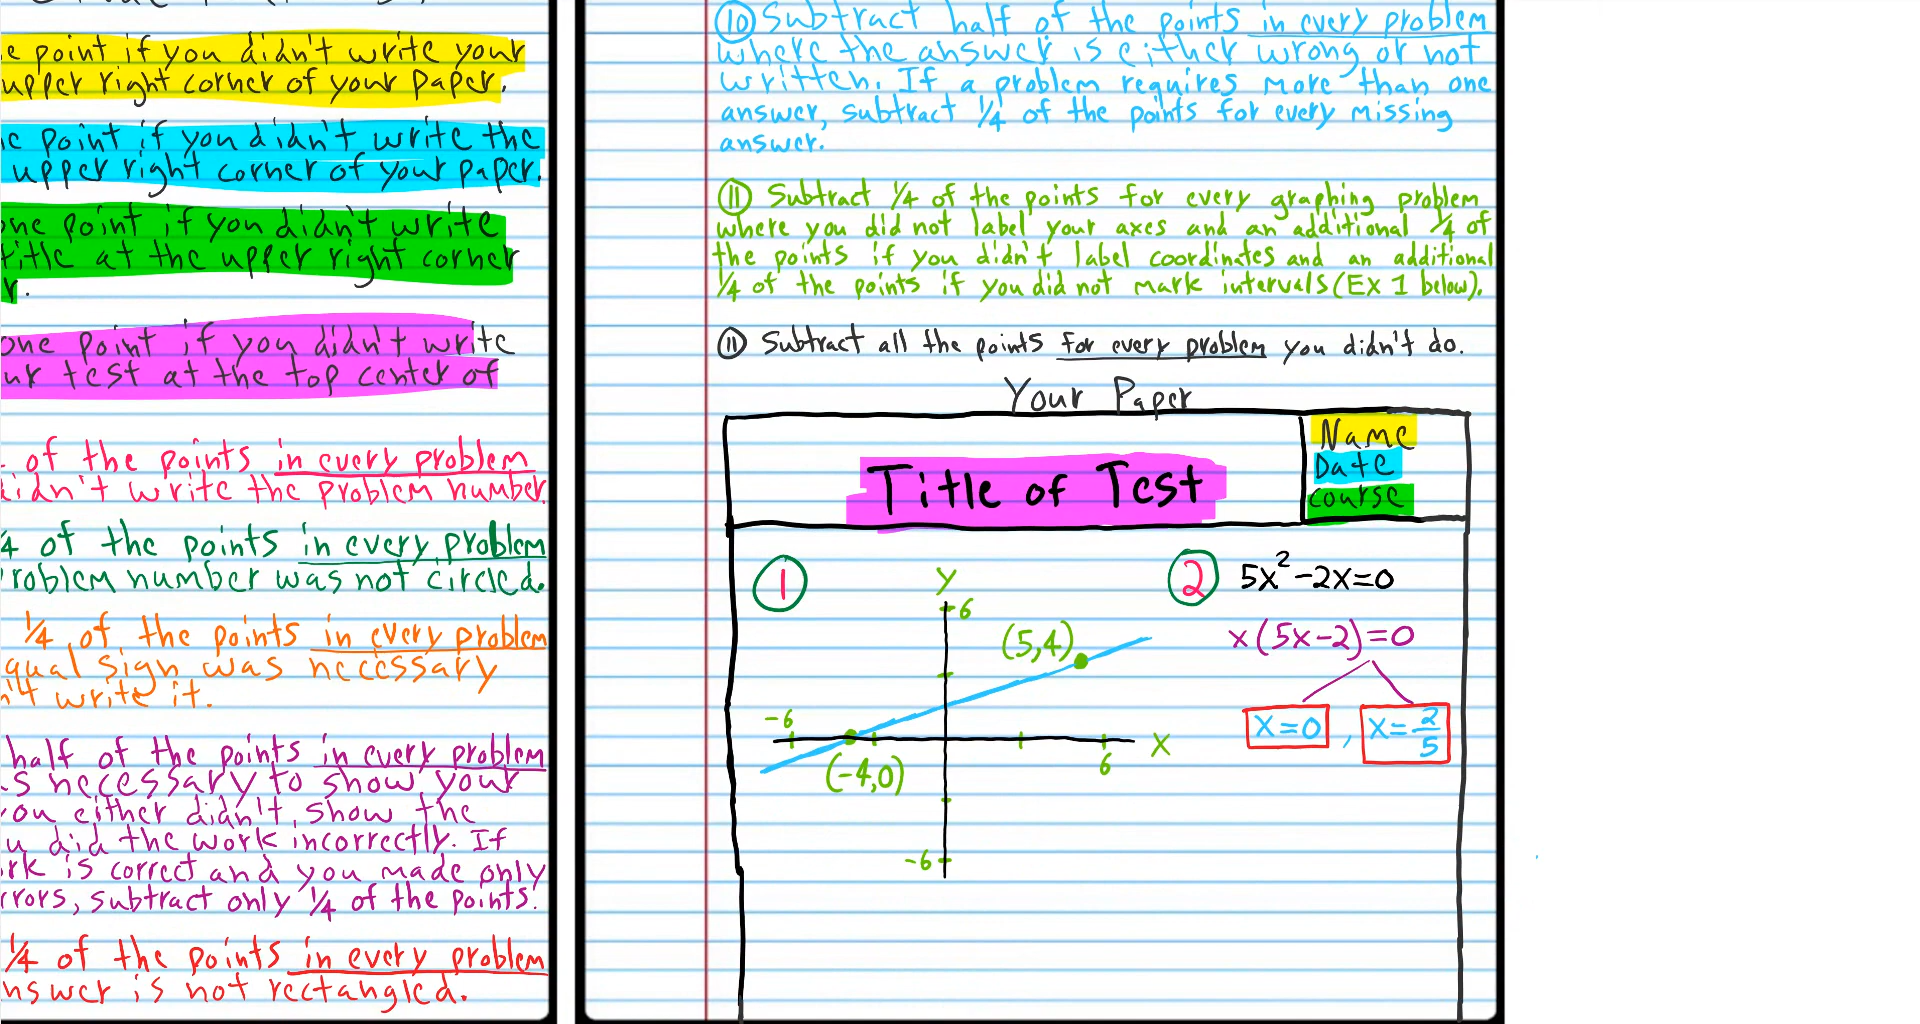 e point if you didn't write your
upper right corner of your paper.
point if you didn't write the
upper right corner of your paper.
one point if you didn't write
title at the upper right corner
r.
one point if you didn't write
ur test at the top center of
of the points in every problem
didn't write the problem number.
4 of the points in every problem
roblem number was not circled.
1/4 of the points in every problem
qual sign was necessary
n't write it.
half of the points in every problem
s necessary to show your
ou either didn't show the
u did the work incorrectly. If
rk is correct and you made only
rrors, subtract only 1/4 of the points.
1/4 of the points in every problem
nswer is not rectangled.
⑩ Subtract half of the points in every problem
where the answer is either wrong or not
written. If a problem requires more than one
answer, subtract 1/4 of the points for every missing
answer.
⑪ Subtract 1/4 of the points for every graphing problem
where you did not label your axes and an additional 1/4 of
the points if you didn't label coordinates and an additional
1/4 of the points if you did not mark intervals (Ex 1 below).
⑪ Subtract all the points for every problem you didn't do.
Your Paper
Name
Date
Course
Title of Test
①
y
6
(5,4)
-6
(-4,0)
6
x
-6
② 5x²-2x=0
x(5x-2)=0
x=0, x=2/5